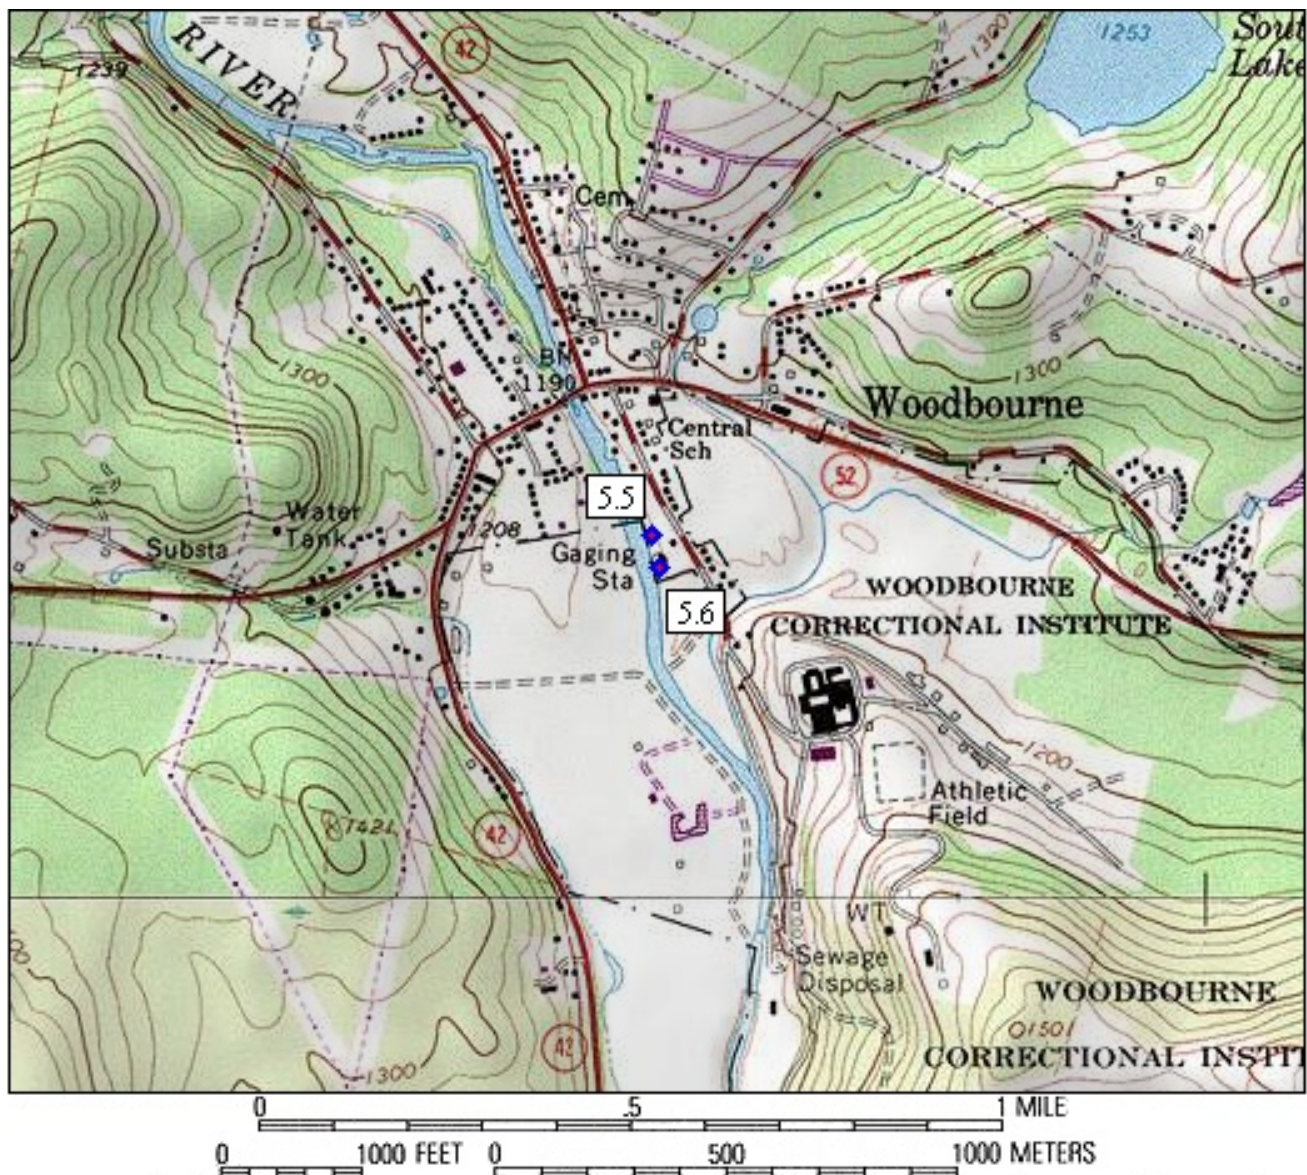 RIVER
42
1239
1300
1253
South
Lake
Cem
BM
1190
1300
1300
Woodbourne
Central
Sch
52
5.5
Water
Tank
1208
Substa
Gaging
Sta
5.6
WOODBOURNE
CORRECTIONAL INSTITUTE
1200
Athletic
Field
1421
42
WT
Sewage
Disposal
WOODBOURNE
1501
CORRECTIONAL INSTIT
42
1300
0 .5 1 MILE
0 1000 FEET 0 500 1000 METERS